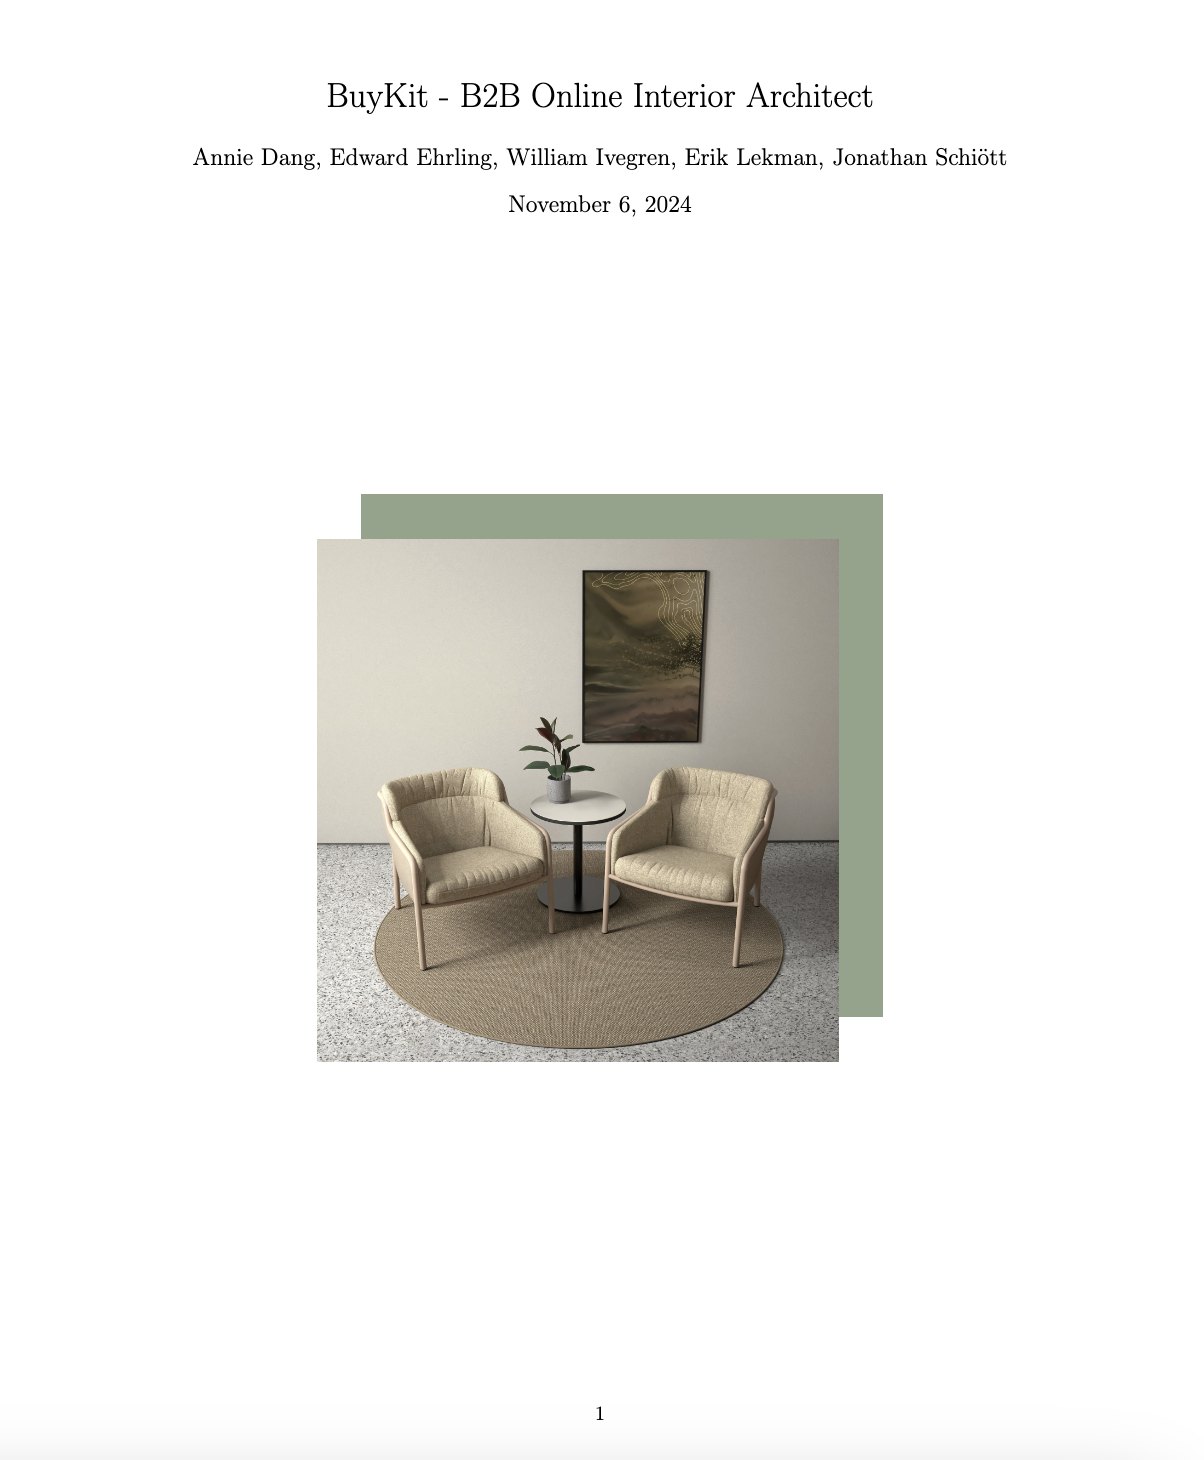 BuyKit - B2B Online Interior Architect
Annie Dang, Edward Ehrling, William Ivegren, Erik Lekman, Jonathan Schiött
November 6, 2024
1